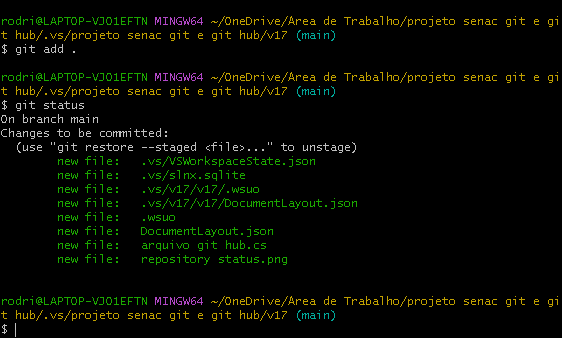 rodri@LAPTOP-VJO1EFTN MINGW64 ~/OneDrive/Área de Trabalho/projeto senac git e gi
t hub/.vs/projeto senac git e git hub/v17 (main)
$ git add .
rodri@LAPTOP-VJO1EFTN MINGW64 ~/OneDrive/Área de Trabalho/projeto senac git e gi
t hub/.vs/projeto senac git e git hub/v17 (main)
$ git status
On branch main
Changes to be committed:
  (use "git restore --staged <file>..." to unstage)
        new file:   .vs/VSWorkspaceState.json
        new file:   .vs/slnx.sqlite
        new file:   .vs/v17/v17/.wsuo
        new file:   .vs/v17/v17/DocumentLayout.json
        new file:   .wsuo
        new file:   DocumentLayout.json
        new file:   arquivo git hub.cs
        new file:   repository status.png
rodri@LAPTOP-VJO1EFTN MINGW64 ~/OneDrive/Área de Trabalho/projeto senac git e gi
t hub/.vs/projeto senac git e git hub/v17 (main)
$